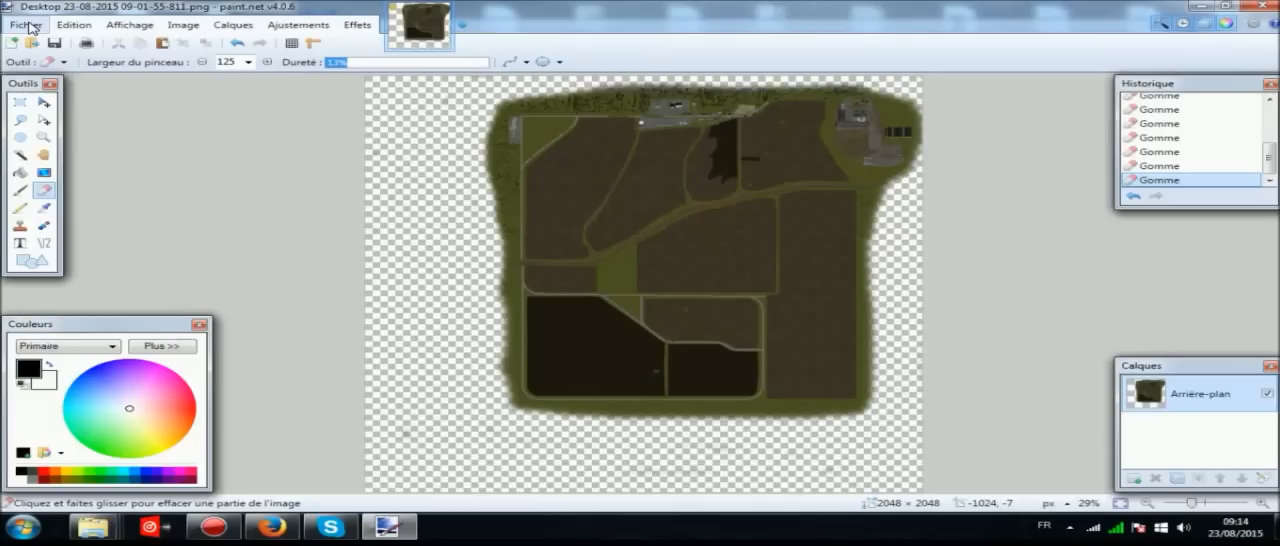 Desktop 23-08-2015 09-01-55-811.png - paint.net v4.0.6
Fichier Edition Affichage Image Calques Ajustements Effets
Outil : Largeur du pinceau : 125 Dureté : 13%
Outils
Historique
Gomme
Gomme
Gomme
Gomme
Gomme
Gomme
Gomme
Couleurs
Primaire Plus >>
Calques
Arrière-plan
Cliquez et faites glisser pour effacer une partie de l'image
2048 × 2048 -1024, -7 px 29%
FR 09:14
23/08/2015